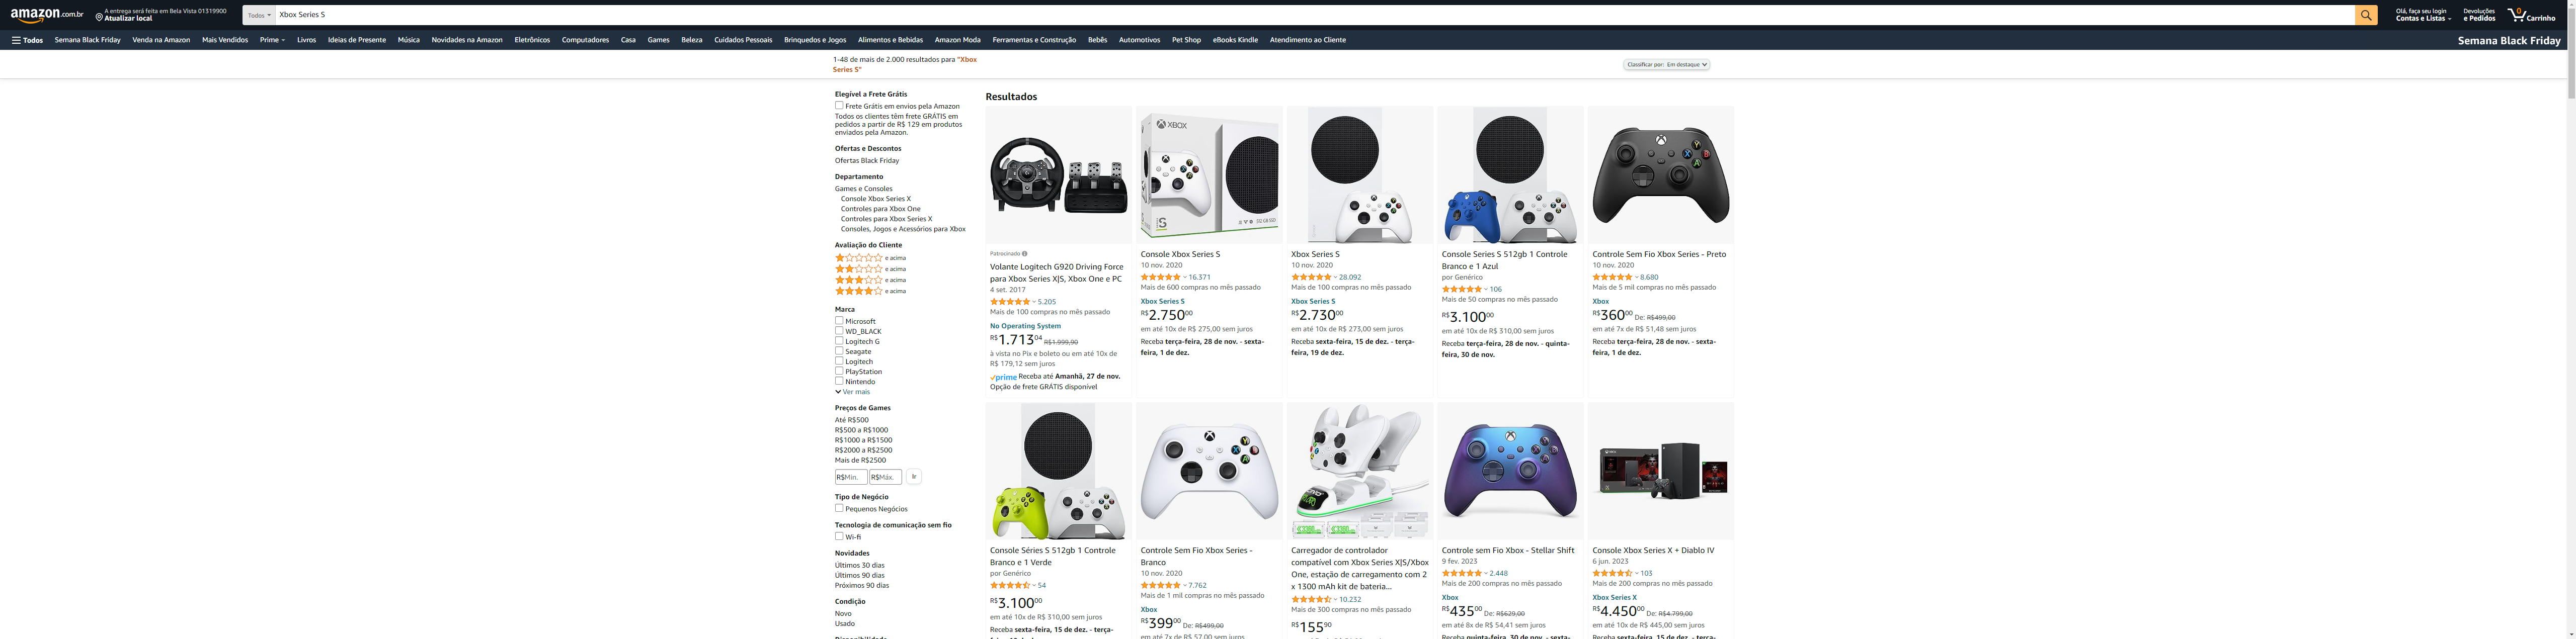 amazon.com.br
A entrega será feita em Bela Vista 01319900
Atualizar local
Todos
Xbox Series S
Olá, faça seu login
Contas e Listas
Devoluções
e Pedidos
0
Carrinho
Todos
Semana Black Friday
Venda na Amazon
Mais Vendidos
Prime
Livros
Ideias de Presente
Música
Novidades na Amazon
Eletrônicos
Computadores
Casa
Games
Beleza
Cuidados Pessoais
Brinquedos e Jogos
Alimentos e Bebidas
Amazon Moda
Ferramentas e Construção
Bebês
Automotivos
Pet Shop
eBooks Kindle
Atendimento ao Cliente
Semana Black Friday
1-48 de mais de 2.000 resultados para "Xbox
Series S"
Classificar por: Em destaque
Elegível a Frete Grátis
Frete Grátis em envios pela Amazon
Todos os clientes têm frete GRÁTIS em
pedidos a partir de R$ 129 em produtos
enviados pela Amazon.
Ofertas e Descontos
Ofertas Black Friday
Departamento
Games e Consoles
Console Xbox Series X
Controles para Xbox One
Controles para Xbox Series X
Consoles, Jogos e Acessórios para Xbox
Avaliação do Cliente
e acima
e acima
e acima
e acima
Marca
Microsoft
WD_BLACK
Logitech G
Seagate
Logitech
PlayStation
Nintendo
Ver mais
Preços de Games
Até R$500
R$500 a R$1000
R$1000 a R$1500
R$2000 a R$2500
Mais de R$2500
R$ Mín.
R$ Máx.
Ir
Tipo de Negócio
Pequenos Negócios
Tecnologia de comunicação sem fio
Wi-fi
Novidades
Últimos 30 dias
Últimos 90 dias
Próximos 90 dias
Condição
Novo
Usado
Disponibilidade
Resultados
Patrocinado
Volante Logitech G920 Driving Force
para Xbox Series X|S, Xbox One e PC
4 set. 2017
5.205
Mais de 100 compras no mês passado
No Operating System
R$1.71304 R$1.999,90
à vista no Pix e boleto ou em até 10x de
R$ 179,12 sem juros
prime Receba até Amanhã, 27 de nov.
Opção de frete GRÁTIS disponível
XBOX
S
512 GB SSD
Console Xbox Series S
10 nov. 2020
16.371
Mais de 600 compras no mês passado
Xbox Series S
R$2.75000
em até 10x de R$ 275,00 sem juros
Receba terça-feira, 28 de nov. - sexta-
feira, 1 de dez.
Xbox Series S
10 nov. 2020
28.092
Mais de 100 compras no mês passado
Xbox Series S
R$2.73000
em até 10x de R$ 273,00 sem juros
Receba sexta-feira, 15 de dez. - terça-
feira, 19 de dez.
Console Series S 512gb 1 Controle
Branco e 1 Azul
por Genérico
106
Mais de 50 compras no mês passado
R$3.10000
em até 10x de R$ 310,00 sem juros
Receba terça-feira, 28 de nov. - quinta-
feira, 30 de nov.
Y
X
B
A
Controle Sem Fio Xbox Series - Preto
10 nov. 2020
8.680
Mais de 5 mil compras no mês passado
Xbox
R$36000 De: R$499,00
em até 7x de R$ 51,48 sem juros
Receba terça-feira, 28 de nov. - sexta-
feira, 1 de dez.
Console Séries S 512gb 1 Controle
Branco e 1 Verde
por Genérico
54
R$3.10000
em até 10x de R$ 310,00 sem juros
Receba sexta-feira, 15 de dez. - terça-
Controle Sem Fio Xbox Series -
Branco
10 nov. 2020
7.762
Mais de 1 mil compras no mês passado
Xbox
R$39900 De: R$499,00
em até 7x de R$ 57,00 sem juros
Carregador de controlador
compatível com Xbox Series X|S/Xbox
One, estação de carregamento com 2
x 1300 mAh kit de bateria...
10.232
Mais de 300 compras no mês passado
R$15590
Controle sem Fio Xbox - Stellar Shift
9 fev. 2023
2.448
Mais de 200 compras no mês passado
Xbox
R$43500 De: R$629,00
em até 8x de R$ 54,41 sem juros
Receba quinta-feira, 30 de nov. - sexta-
Console Xbox Series X + Diablo IV
6 jun. 2023
103
Mais de 200 compras no mês passado
Xbox Series X
R$4.45000 De: R$4.799,00
em até 10x de R$ 445,00 sem juros
Receba sexta-feira, 15 de dez. - terça-